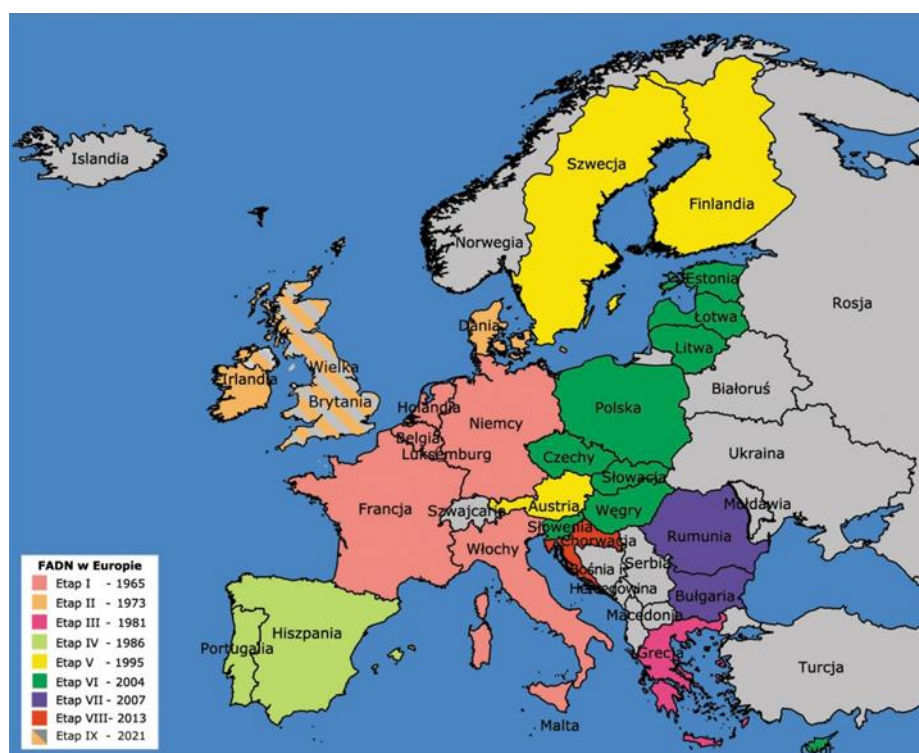 Islandia
Szwecja
Finlandia
Norwegia
Estonia
Rosja
Łotwa
Dania
Litwa
Wielka
Brytania
Irlandia
Białoruś
Holandia
Niemcy
Polska
Belgia
Luksemburg
Czechy
Ukraina
Słowacja
Francja
Szwajcaria
Austria
Węgry
Mołdawia
Słowenia
Chorwacja
Rumunia
Włochy
Bośnia i
Hercegowina
Serbia
Bułgaria
Macedonia
Hiszpania
Portugalia
Grecja
Turcja
Malta
Cypr
FADN w Europie
Etap I - 1965
Etap II - 1973
Etap III - 1981
Etap IV - 1986
Etap V - 1995
Etap VI - 2004
Etap VII - 2007
Etap VIII- 2013
Etap IX - 2021